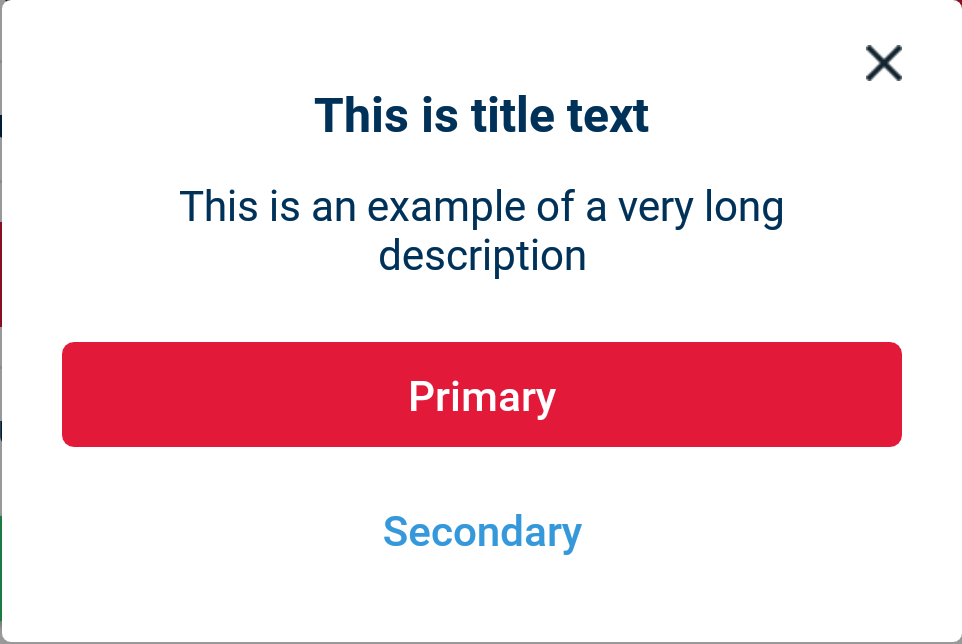 This is title text
This is an example of a very long
description
Primary
Secondary